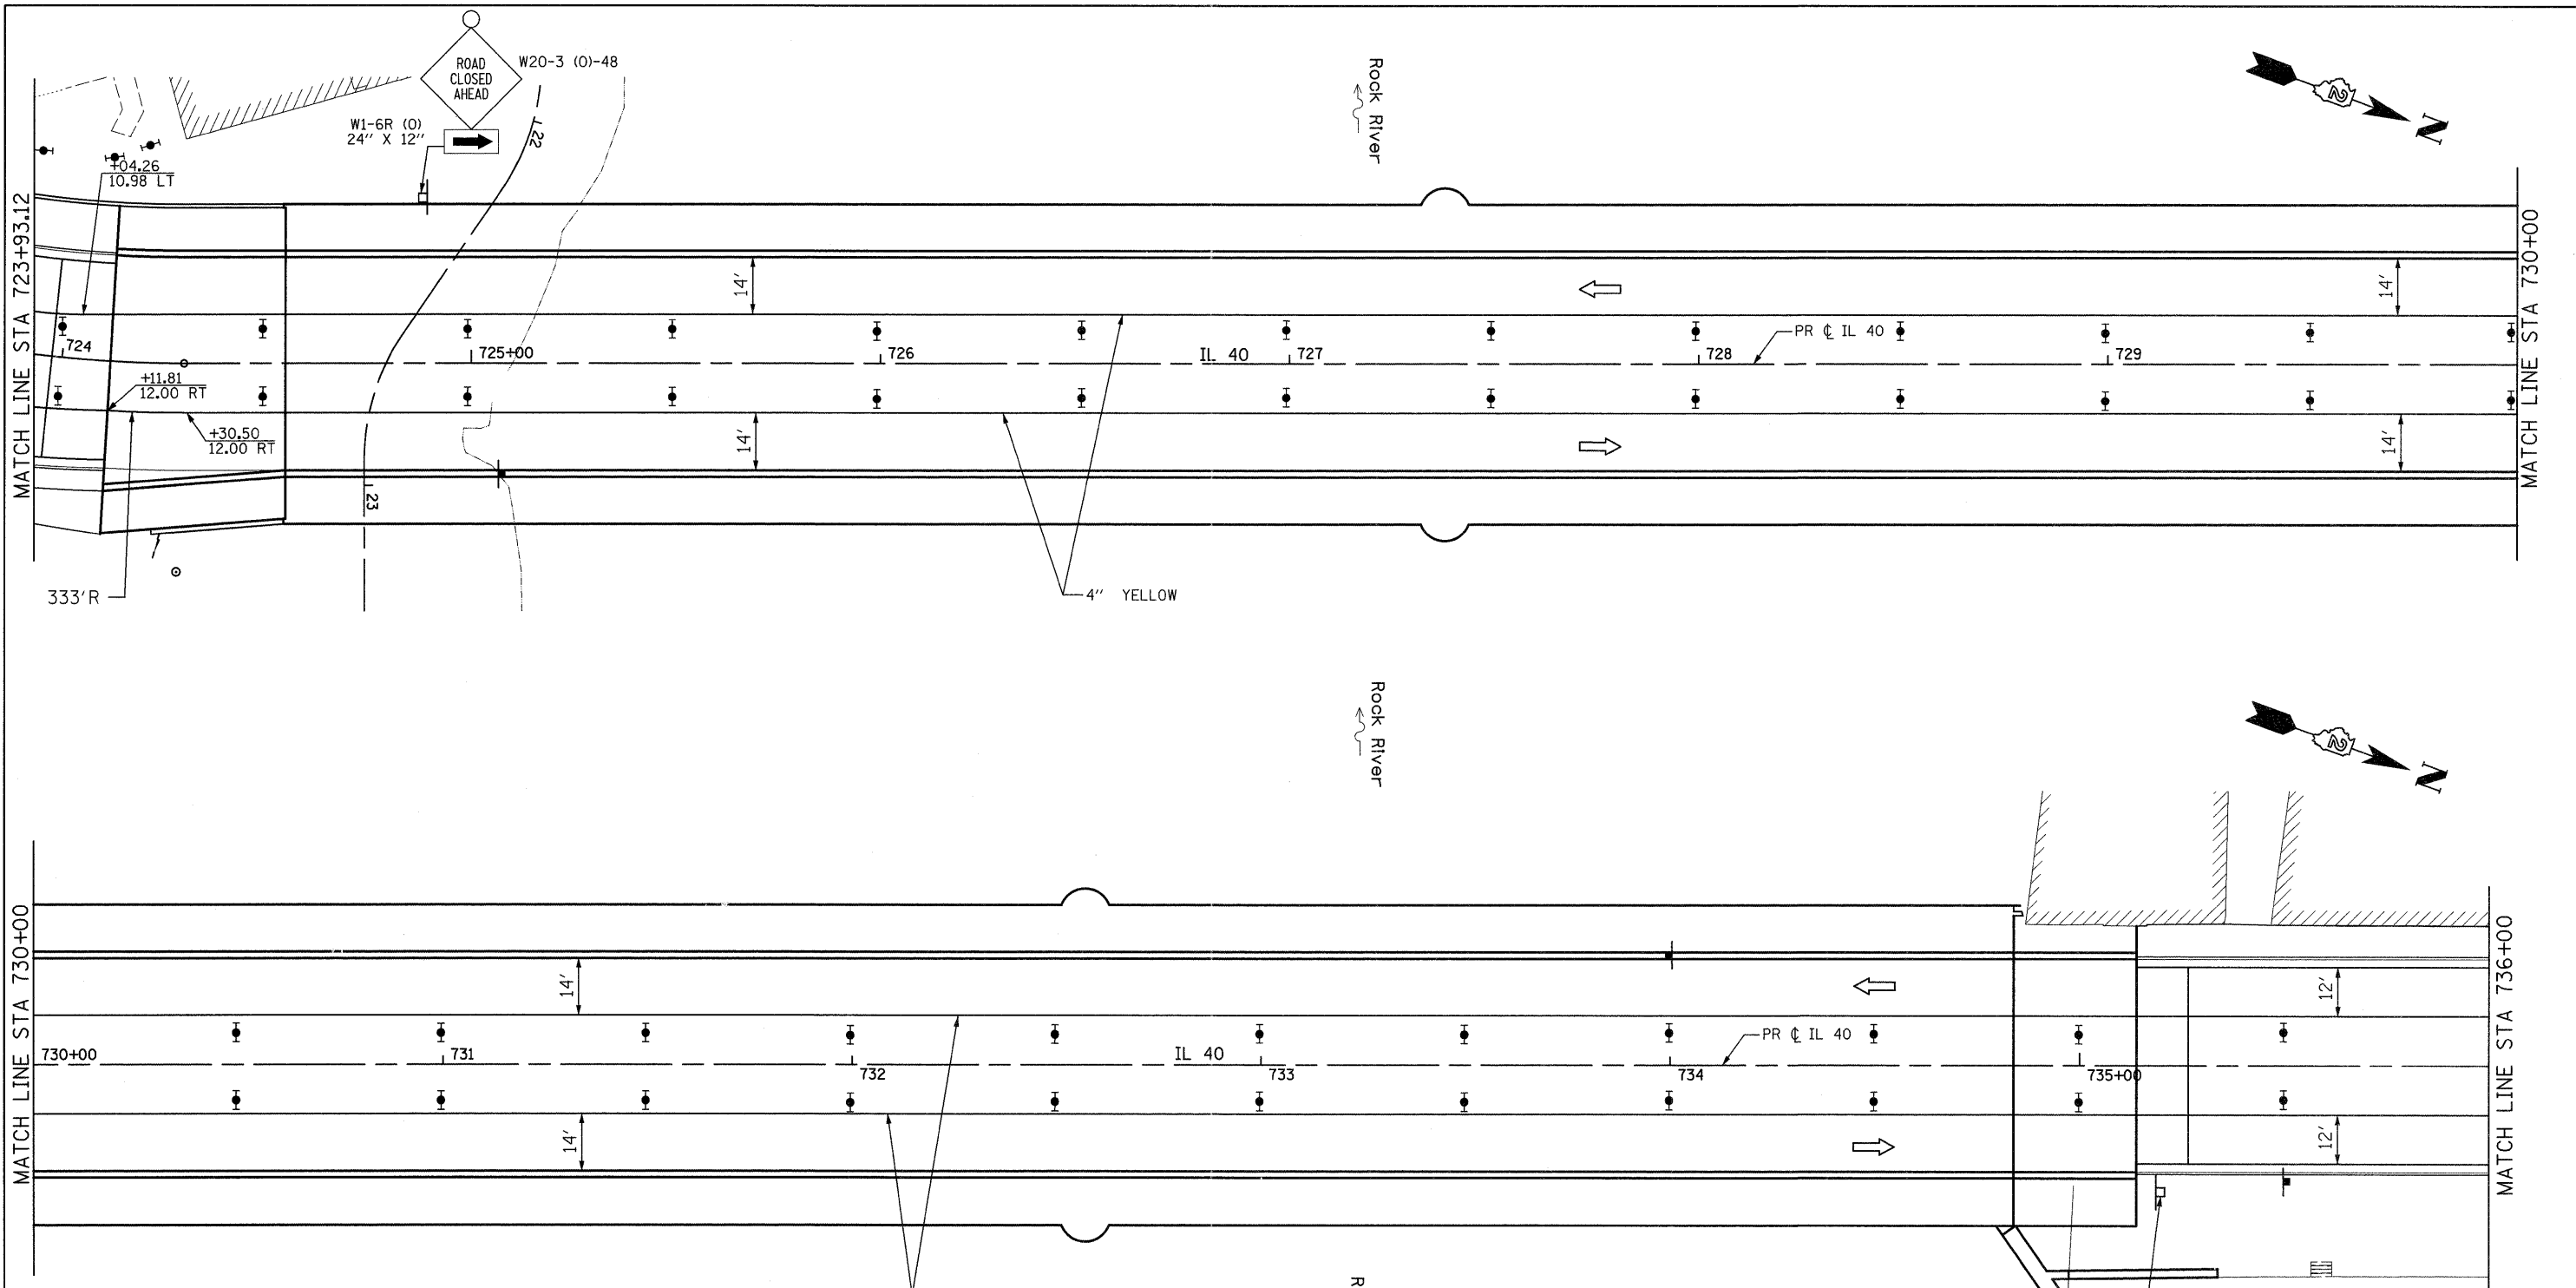 ROAD
CLOSED
AHEAD
W20-3 (O)-48
W1-6R (O)
24" X 12"
22
Rock River
2
N
+04.26
10.98 LT
MATCH LINE STA 723+93.12
MATCH LINE STA 730+00
14'
14'
724
725+00
726
IL 40
727
728
PR ℄ IL 40
729
+11.81
12.00 RT
+30.50
12.00 RT
14'
14'
23
333'R
4" YELLOW
Rock River
2
N
MATCH LINE STA 730+00
MATCH LINE STA 736+00
14'
12'
730+00
731
732
IL 40
733
734
PR ℄ IL 40
735+00
14'
12'
R